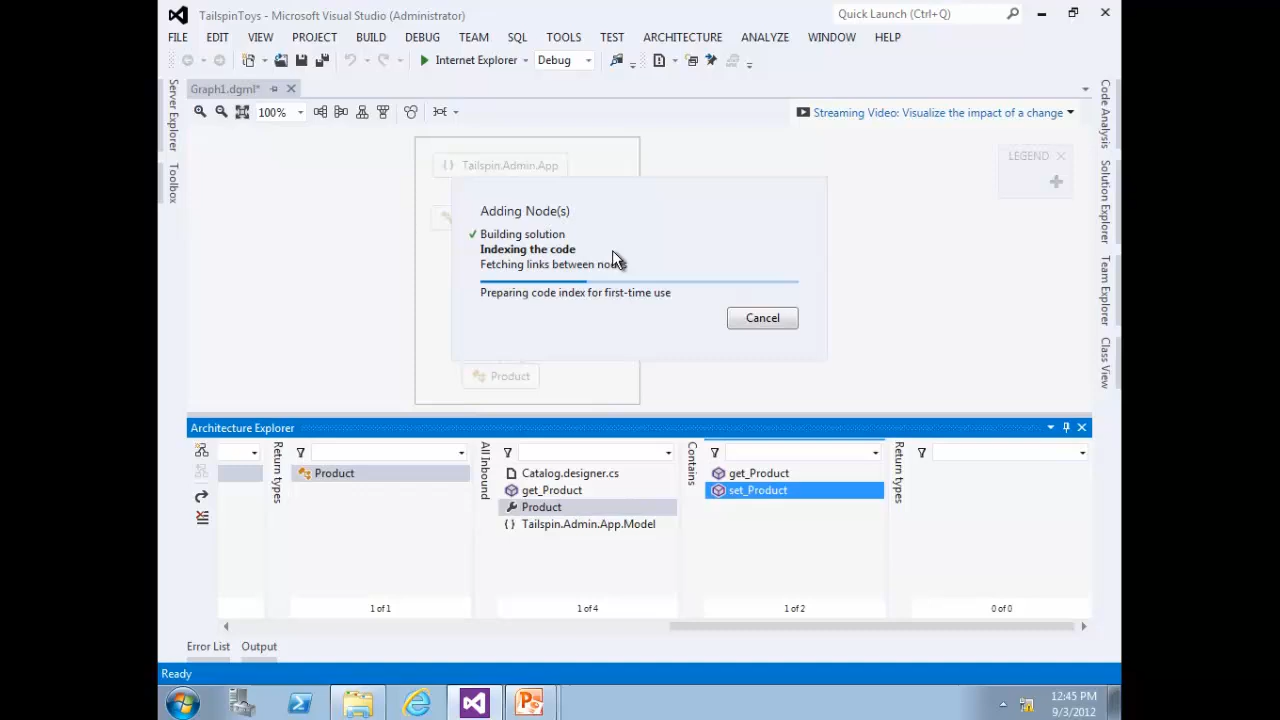 TailspinToys - Microsoft Visual Studio (Administrator)
Quick Launch (Ctrl+Q)
FILE EDIT VIEW PROJECT BUILD DEBUG TEAM SQL TOOLS TEST ARCHITECTURE ANALYZE WINDOW HELP
Internet Explorer Debug
Graph1.dgml*
100%
Streaming Video: Visualize the impact of a change
Server Explorer
Toolbox
Code Analysis
Solution Explorer
Team Explorer
Class View
Tailspin.Admin.App
LEGEND
Adding Node(s)
Building solution
Indexing the code
Fetching links between
Preparing code index for first-time use
Cancel
Product
Architecture Explorer
Return types
Product
1 of 1
All Inbound
Catalog.designer.cs
get_Product
Product
Tailspin.Admin.App.Model
1 of 4
Contains
get_Product
set_Product
1 of 2
Return types
0 of 0
Error List Output
Ready
12:45 PM
9/3/2012